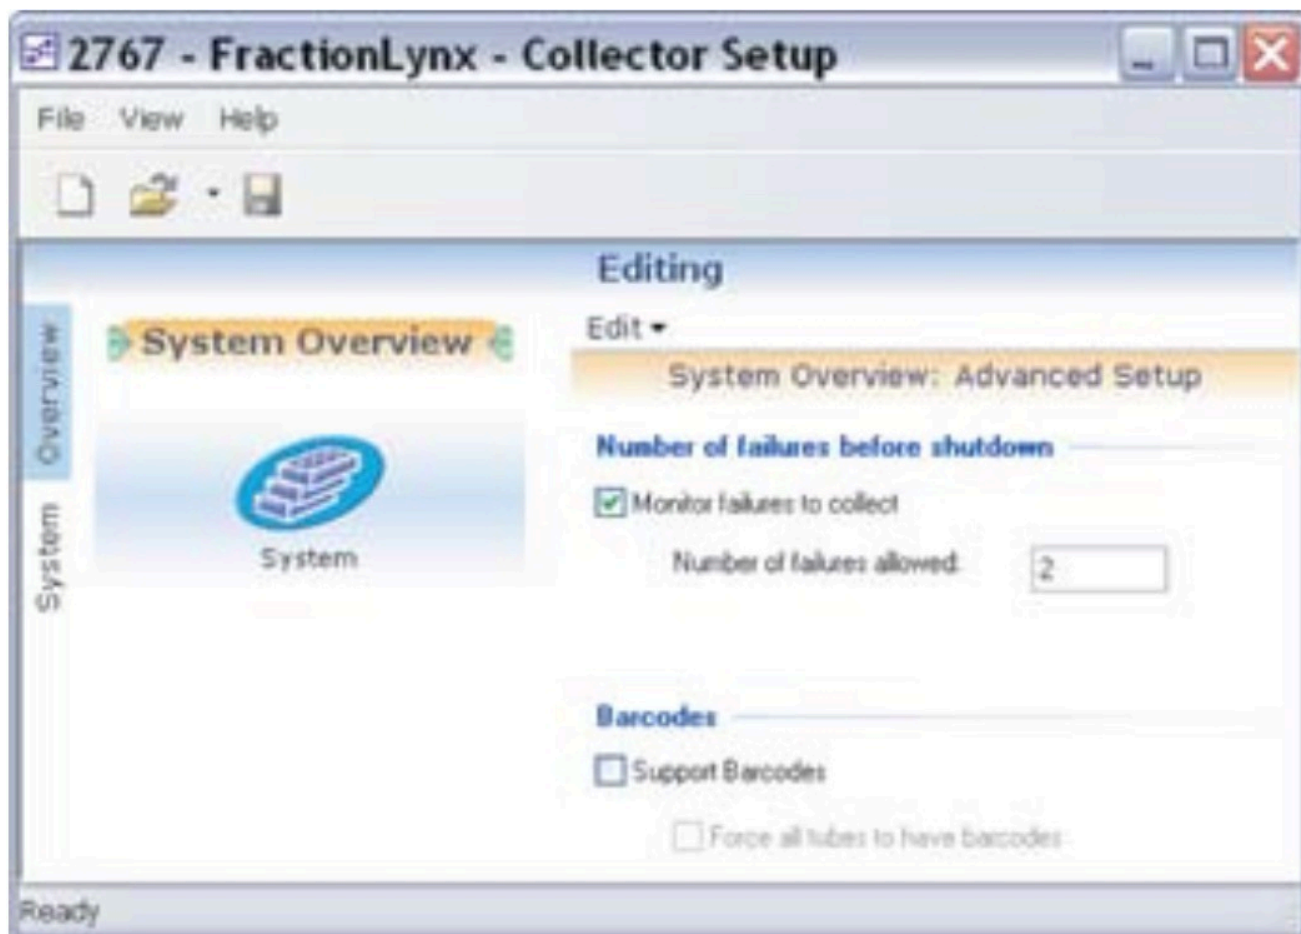 2767 - FractionLynx - Collector Setup
File View Help
Editing
Overview
System
System Overview
System
Edit
System Overview: Advanced Setup
Number of failures before shutdown
Monitor failures to collect
Number of failures allowed: 2
Barcodes
Support Barcodes
Force all tubes to have barcodes
Ready